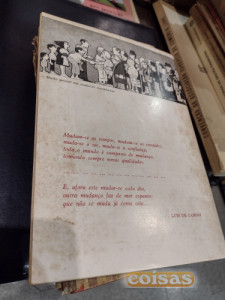 Mudam-se os tempos, mudam-se as vontades,
muda-se o ser, muda-se a confiança;
todo o mundo é composto de mudança,
tomando sempre novas qualidades.
E, afora este mudar-se cada dia,
outra mudança faz de mor espanto:
que não se muda já como soía...
LUÍS DE CAMÕES
coisas